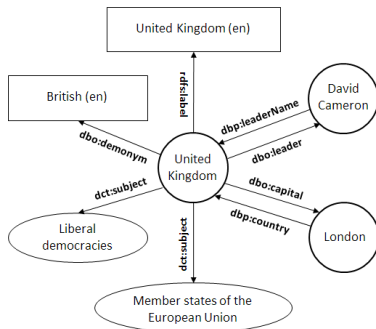 United Kingdom (en)
rdfs:label
British (en)
dbo:demonym
dbp:leaderName
David
Cameron
dbo:leader
United
Kingdom
dct:subject
dbo:capital
dbp:country
Liberal
democracies
dct:subject
London
Member states of the
European Union